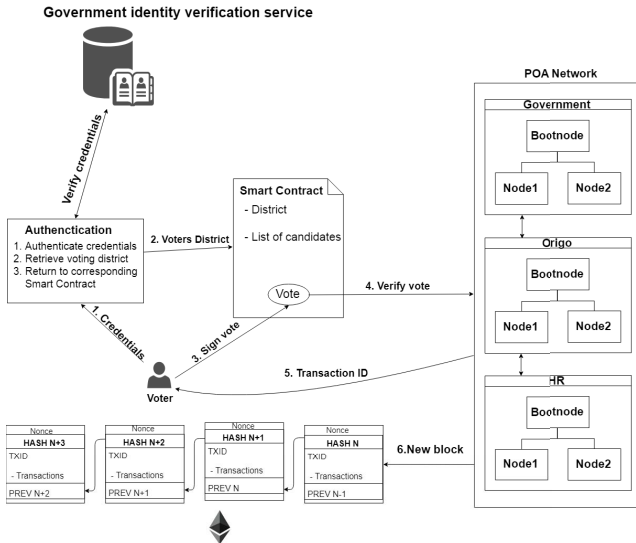 Government identity verification service
POA Network
Government
Bootnode
Node1
Node2
Verify credentials
Smart Contract
- District
- List of candidates
Vote
Authenctication
1. Authenticate credentials
2. Retrieve voting district
3. Return to corresponding
Smart Contract
2. Voters District
4. Verify vote
Origo
Bootnode
Node1
Node2
1. Credentials
3. Sign vote
5. Transaction ID
Voter
HR
Bootnode
Node1
Node2
Nonce
HASH N+3
TXID
- Transactions
PREV N+2
Nonce
HASH N+2
TXID
- Transactions
PREV N+1
Nonce
HASH N+1
TXID
- Transactions
PREV N
Nonce
HASH N
TXID
- Transactions
PREV N-1
6.New block